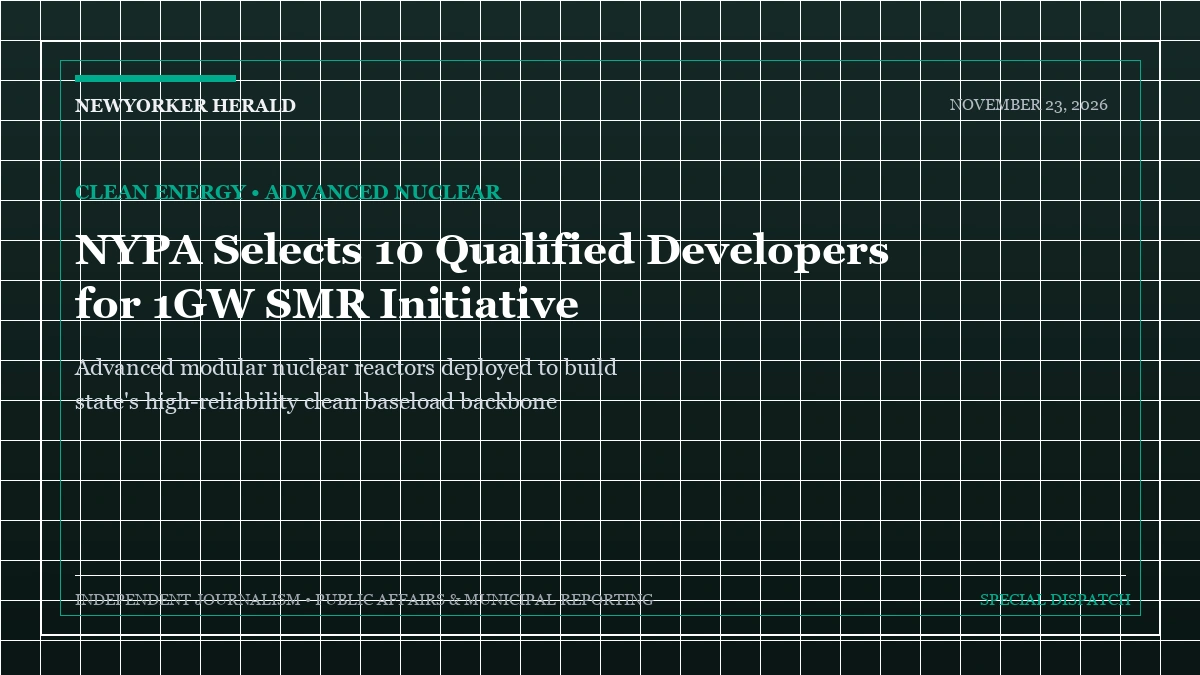 NEWYORKER HERALD
NOVEMBER 23, 2026
CLEAN ENERGY • ADVANCED NUCLEAR
NYPA Selects 10 Qualified Developers
for 1GW SMR Initiative
Advanced modular nuclear reactors deployed to build
state's high-reliability clean baseload backbone
INDEPENDENT JOURNALISM • PUBLIC AFFAIRS & MUNICIPAL REPORTING
SPECIAL DISPATCH